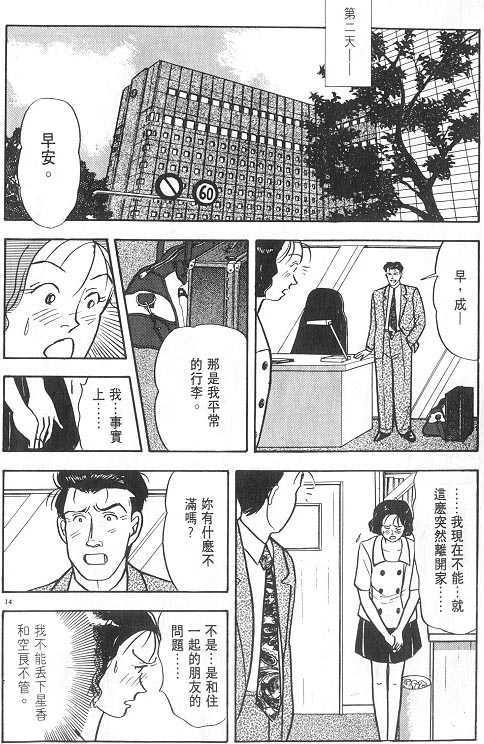 第二天——
早安。
60
早，成—
那是我平常
的行李。
我…事實
上……
……我現在不能…就
這麼突然離開家…
妳有什麼不
滿嗎？
不是…是和住
一起的朋友的
問題……
我不能丟下星香
和空良不管。
14